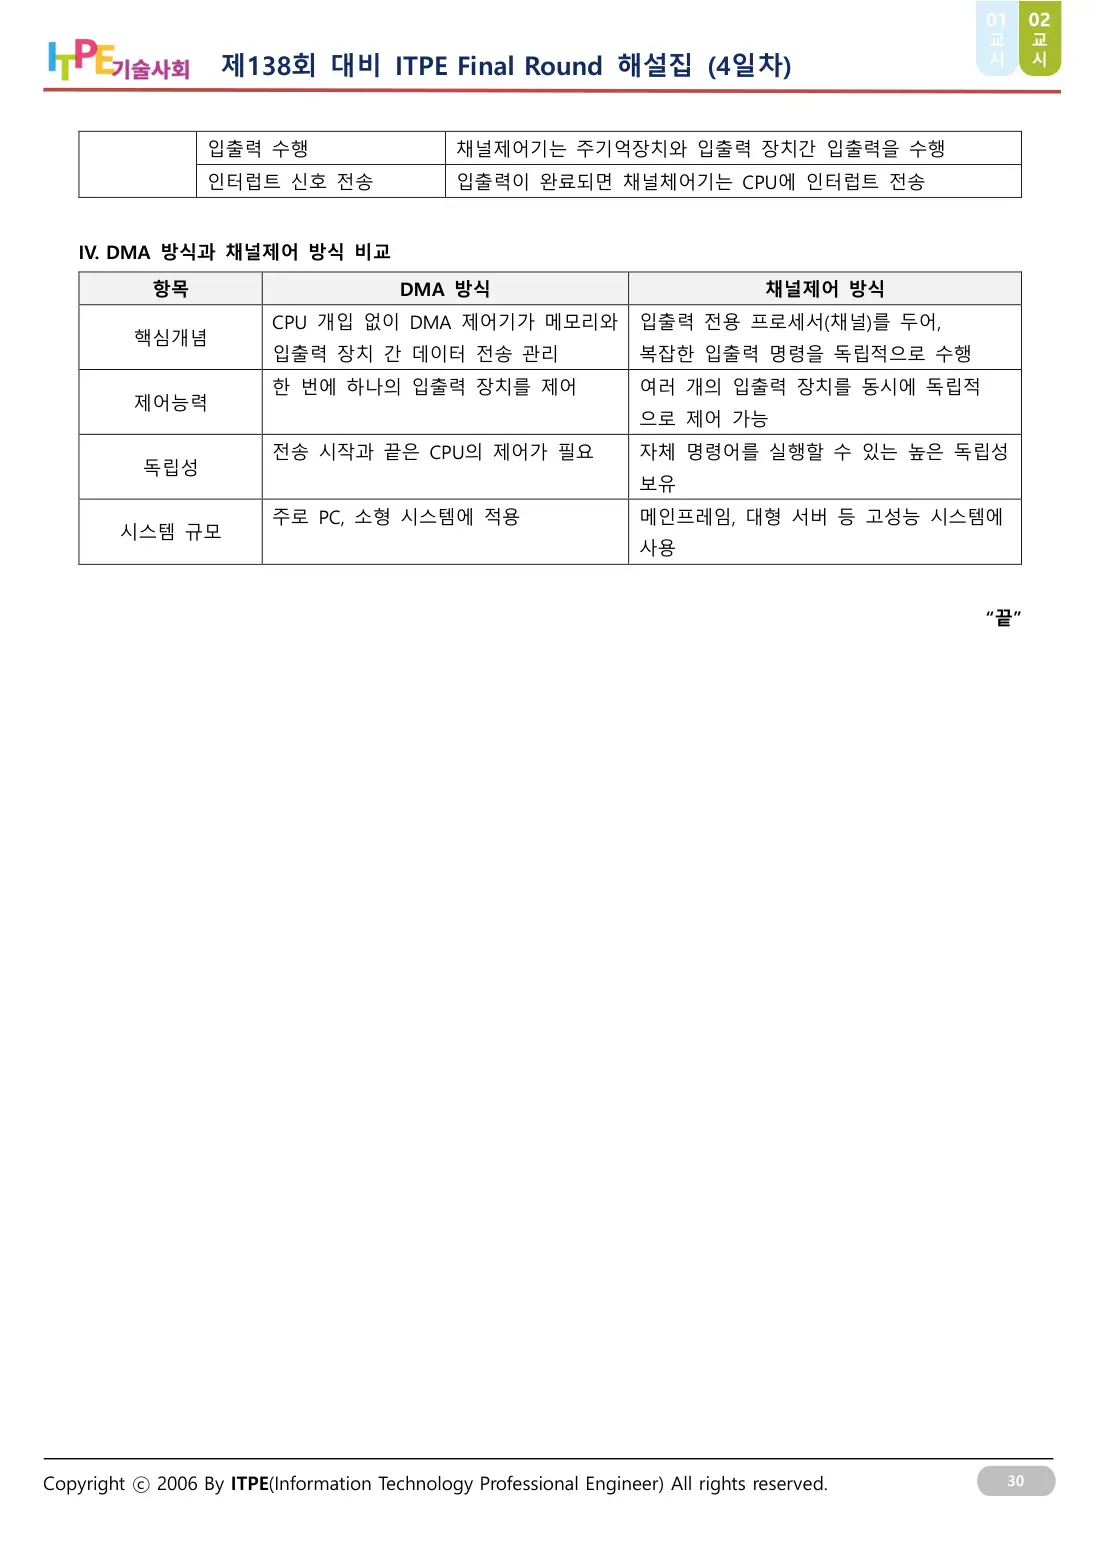 ITPE기술사회 제138회 대비 ITPE Final Round 해설집 (4일차)
01 교시
02 교시
입출력 수행 채널제어기는 주기억장치와 입출력 장치간 입출력을 수행
인터럽트 신호 전송 입출력이 완료되면 채널체어기는 CPU에 인터럽트 전송
IV. DMA 방식과 채널제어 방식 비교
항목 DMA 방식 채널제어 방식
핵심개념
CPU 개입 없이 DMA 제어기가 메모리와
입출력 장치 간 데이터 전송 관리
입출력 전용 프로세서(채널)를 두어,
복잡한 입출력 명령을 독립적으로 수행
제어능력
한 번에 하나의 입출력 장치를 제어
여러 개의 입출력 장치를 동시에 독립적
으로 제어 가능
독립성
전송 시작과 끝은 CPU의 제어가 필요
자체 명령어를 실행할 수 있는 높은 독립성
보유
시스템 규모
주로 PC, 소형 시스템에 적용
메인프레임, 대형 서버 등 고성능 시스템에
사용
“끝”
Copyright ⓒ 2006 By ITPE(Information Technology Professional Engineer) All rights reserved.
30